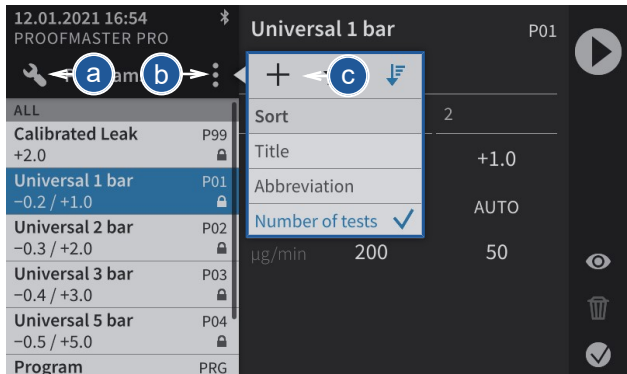 12.01.2021 16:54
PROOFMASTER PRO
a
am
b
ALL
Calibrated Leak P99
+2.0
Universal 1 bar P01
−0.2 / +1.0
Universal 2 bar P02
−0.3 / +2.0
Universal 3 bar P03
−0.4 / +3.0
Universal 5 bar P04
−0.5 / +5.0
Program PRG
Universal 1 bar P01
c
Sort
Title
Abbreviation
Number of tests
2
+1.0
AUTO
µg/min 200 50